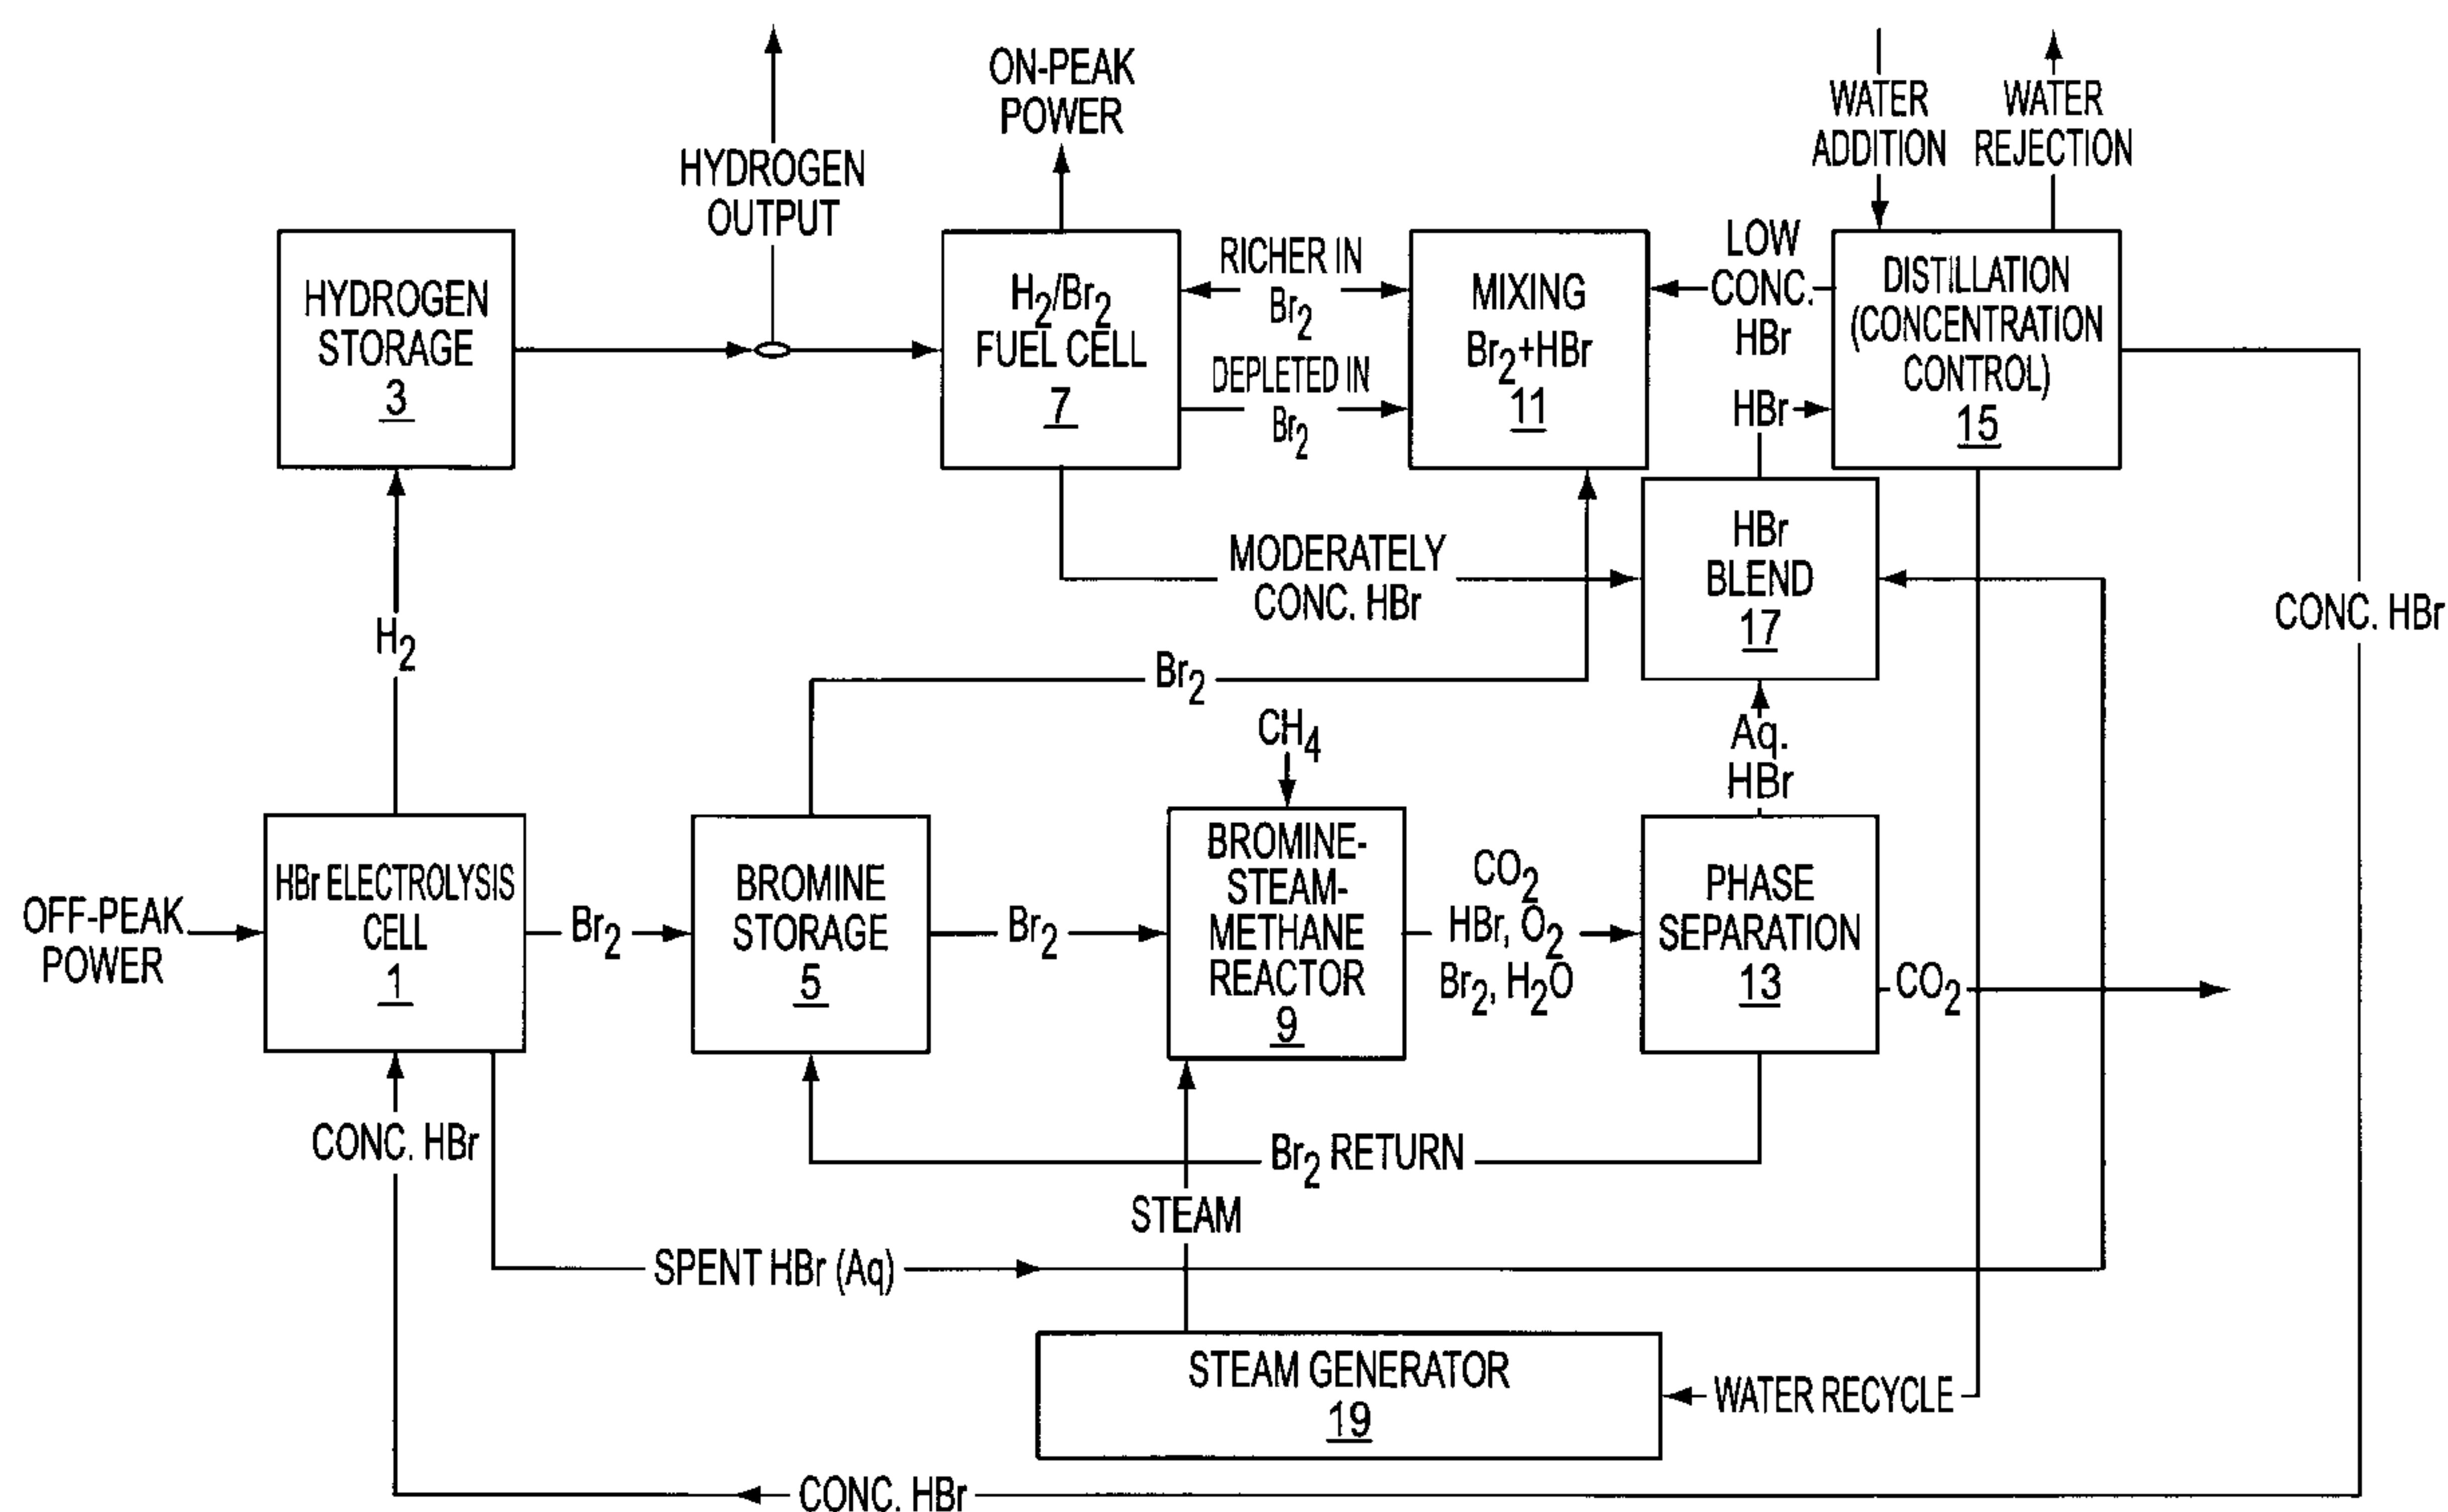 HYDROGEN
OUTPUT
ON-PEAK
POWER
WATER
ADDITION
WATER
REJECTION
HYDROGEN
STORAGE
3
H2/Br2
FUEL CELL
7
RICHER IN
Br2
DEPLETED IN
Br2
MIXING
Br2+HBr
11
LOW
CONC.
HBr
HBr
DISTILLATION
(CONCENTRATION
CONTROL)
15
H2
MODERATELY
CONC. HBr
HBr
BLEND
17
CONC. HBr
Br2
CH4
Aq.
HBr
OFF-PEAK
POWER
HBr ELECTROLYSIS
CELL
1
Br2
BROMINE
STORAGE
5
Br2
BROMINE-
STEAM-
METHANE
REACTOR
9
CO2
HBr, O2
Br2, H2O
PHASE
SEPARATION
13
CO2
CONC. HBr
Br2 RETURN
STEAM
SPENT HBr (Aq)
STEAM GENERATOR
19
WATER RECYCLE
CONC. HBr